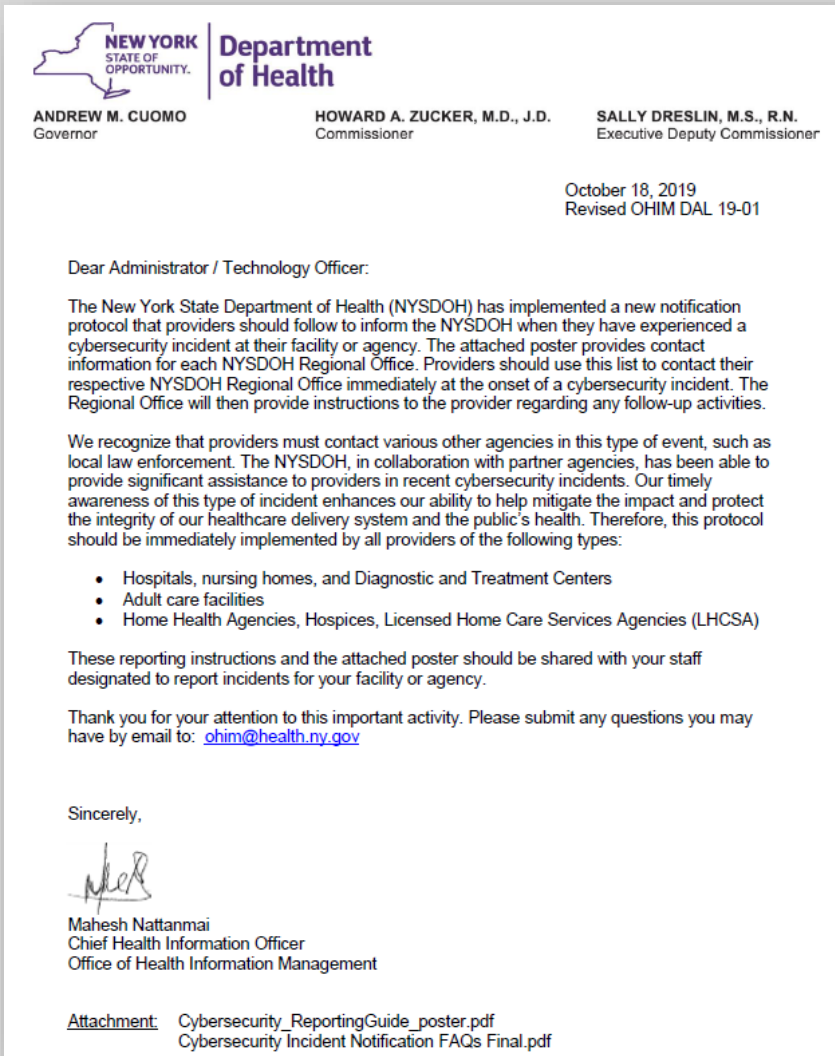 NEW YORK
STATE OF
OPPORTUNITY.
Department
of Health
ANDREW M. CUOMO
Governor
HOWARD A. ZUCKER, M.D., J.D.
Commissioner
SALLY DRESLIN, M.S., R.N.
Executive Deputy Commissioner
October 18, 2019
Revised OHIM DAL 19-01
Dear Administrator / Technology Officer:
The New York State Department of Health (NYSDOH) has implemented a new notification
protocol that providers should follow to inform the NYSDOH when they have experienced a
cybersecurity incident at their facility or agency. The attached poster provides contact
information for each NYSDOH Regional Office. Providers should use this list to contact their
respective NYSDOH Regional Office immediately at the onset of a cybersecurity incident. The
Regional Office will then provide instructions to the provider regarding any follow-up activities.
We recognize that providers must contact various other agencies in this type of event, such as
local law enforcement. The NYSDOH, in collaboration with partner agencies, has been able to
provide significant assistance to providers in recent cybersecurity incidents. Our timely
awareness of this type of incident enhances our ability to help mitigate the impact and protect
the integrity of our healthcare delivery system and the public's health. Therefore, this protocol
should be immediately implemented by all providers of the following types:
• Hospitals, nursing homes, and Diagnostic and Treatment Centers
• Adult care facilities
• Home Health Agencies, Hospices, Licensed Home Care Services Agencies (LHCSA)
These reporting instructions and the attached poster should be shared with your staff
designated to report incidents for your facility or agency.
Thank you for your attention to this important activity. Please submit any questions you may
have by email to: ohim@health.ny.gov
Sincerely,
Mahesh Nattanmai
Chief Health Information Officer
Office of Health Information Management
Attachment: Cybersecurity_ReportingGuide_poster.pdf
Cybersecurity Incident Notification FAQs Final.pdf